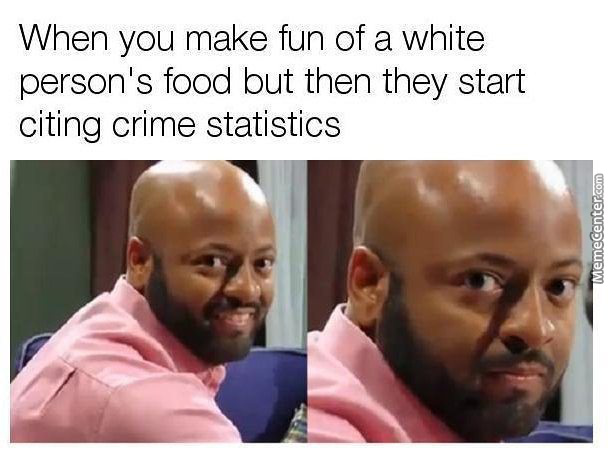 When you make fun of a white
person's food but then they start
citing crime statistics
MemeCenter.com